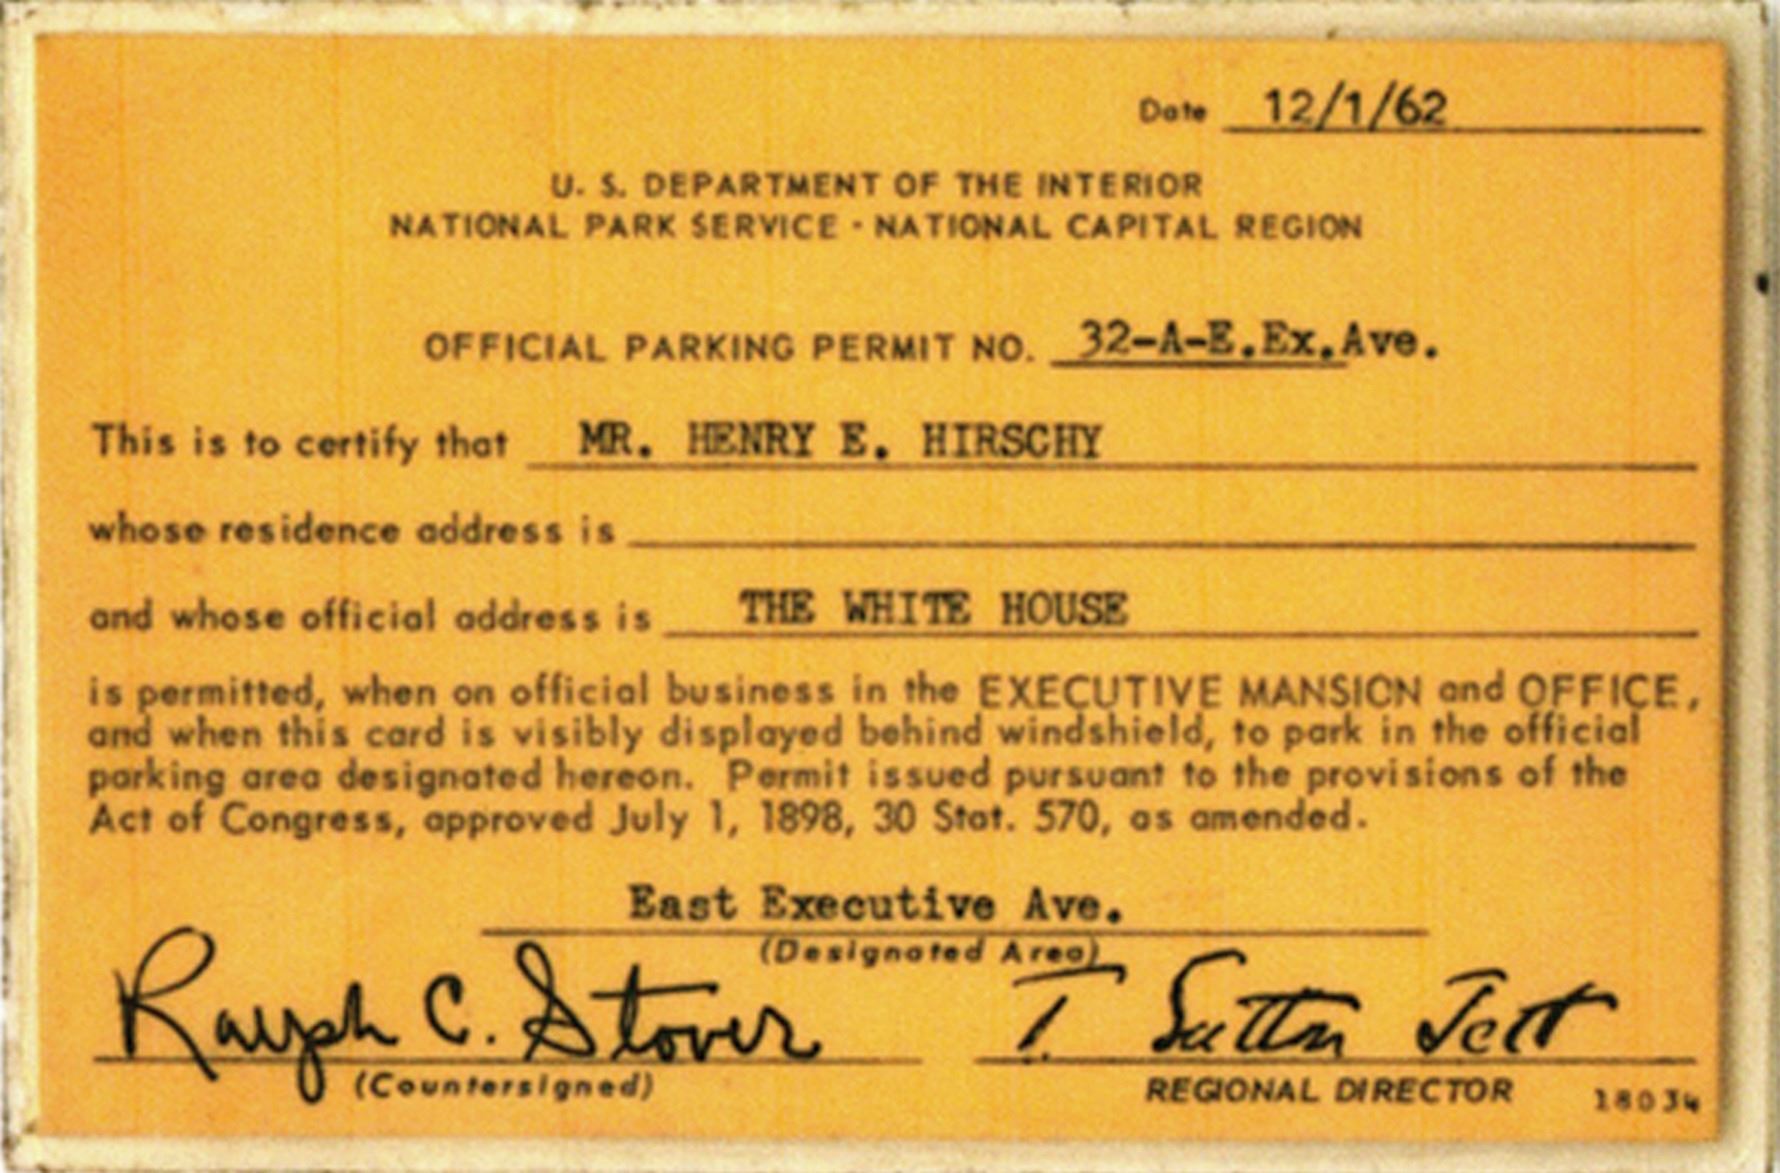 Date 12/1/62
U. S. DEPARTMENT OF THE INTERIOR
NATIONAL PARK SERVICE - NATIONAL CAPITAL REGION
OFFICIAL PARKING PERMIT NO. 32-A-E.Ex.Ave.
This is to certify that MR. HENRY E. HIRSCHY
whose residence address is
and whose official address is THE WHITE HOUSE
is permitted, when on official business in the EXECUTIVE MANSION and OFFICE,
and when this card is visibly displayed behind windshield, to park in the official
parking area designated hereon. Permit issued pursuant to the provisions of the
Act of Congress, approved July 1, 1898, 30 Stat. 570, as amended.
East Executive Ave.
(Designated Area)
Ralph C. Stover T. Sutton Jett
(Countersigned) REGIONAL DIRECTOR 18034